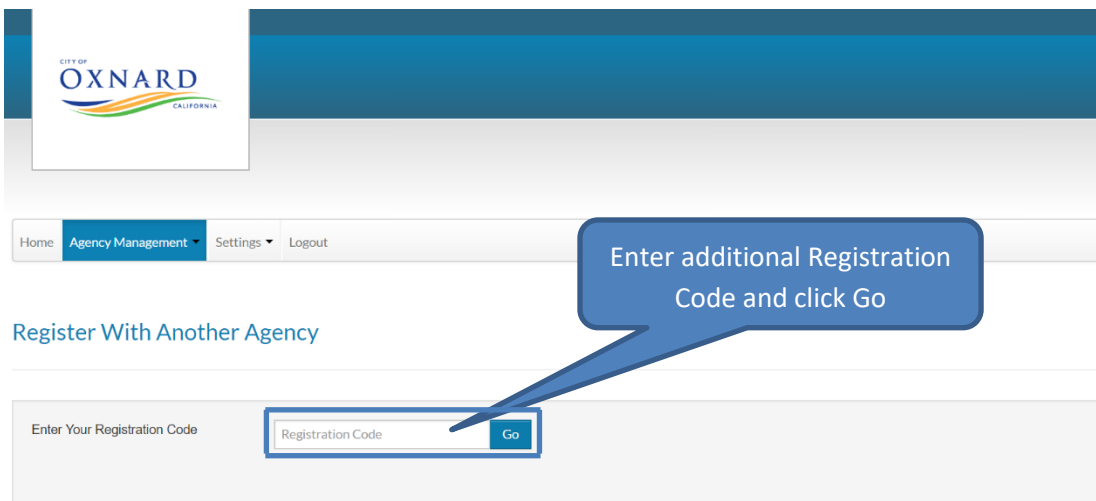 CITY OF
OXNARD
CALIFORNIA
Home Agency Management Settings Logout
Enter additional Registration
Code and click Go
Register With Another Agency
Enter Your Registration Code
Registration Code Go